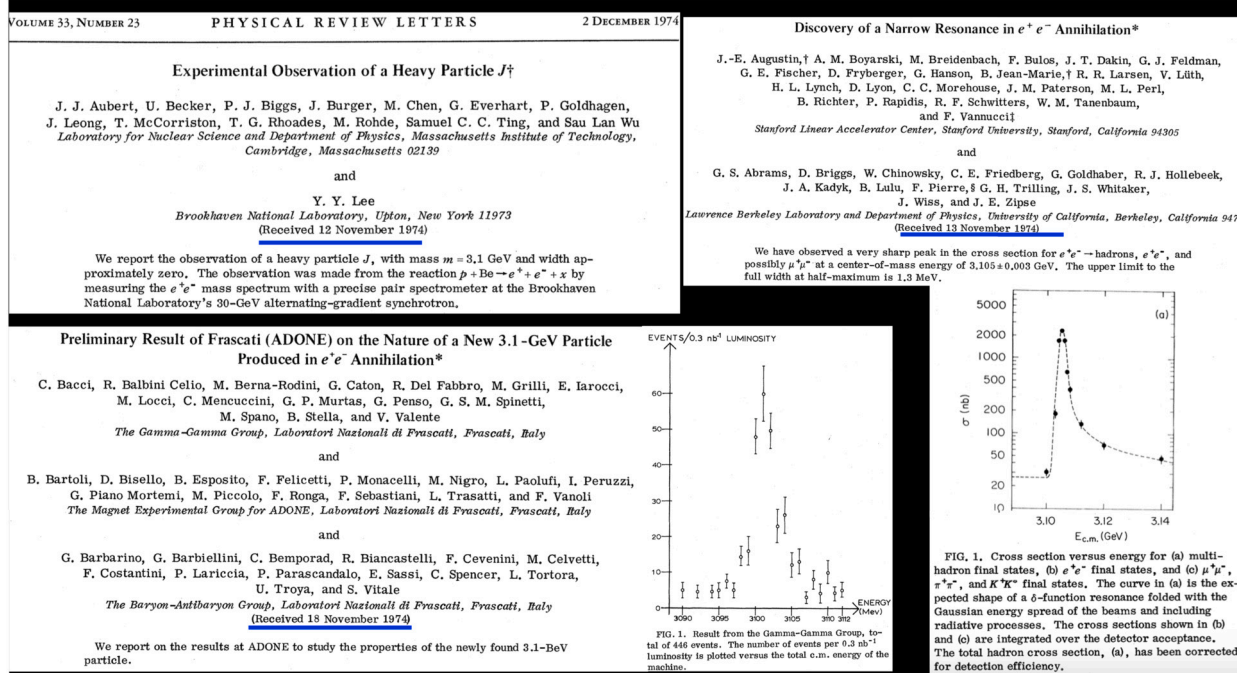 VOLUME 33, NUMBER 23 PHYSICAL REVIEW LETTERS 2 DECEMBER 1974
Experimental Observation of a Heavy Particle J†
J. J. Aubert, U. Becker, P. J. Biggs, J. Burger, M. Chen, G. Everhart, P. Goldhagen,
J. Leong, T. McCorriston, T. G. Rhoades, M. Rohde, Samuel C. C. Ting, and Sau Lan Wu
Laboratory for Nuclear Science and Department of Physics, Massachusetts Institute of Technology,
Cambridge, Massachusetts 02139
and
Y. Y. Lee
Brookhaven National Laboratory, Upton, New York 11973
(Received 12 November 1974)
We report the observation of a heavy particle J, with mass m = 3.1 GeV and width ap-
proximately zero. The observation was made from the reaction p + Be → e⁺ + e⁻ + x by
measuring the e⁺e⁻ mass spectrum with a precise pair spectrometer at the Brookhaven
National Laboratory's 30-GeV alternating-gradient synchrotron.
Discovery of a Narrow Resonance in e⁺ e⁻ Annihilation*
J.-E. Augustin,† A. M. Boyarski, M. Breidenbach, F. Bulos, J. T. Dakin, G. J. Feldman,
G. E. Fischer, D. Fryberger, G. Hanson, B. Jean-Marie,† R. R. Larsen, V. Lüth,
H. L. Lynch, D. Lyon, C. C. Morehouse, J. M. Paterson, M. L. Perl,
B. Richter, P. Rapidis, R. F. Schwitters, W. M. Tanenbaum,
and F. Vannucci‡
Stanford Linear Accelerator Center, Stanford University, Stanford, California 94305
and
G. S. Abrams, D. Briggs, W. Chinowsky, C. E. Friedberg, G. Goldhaber, R. J. Hollebeek,
J. A. Kadyk, B. Lulu, F. Pierre,§ G. H. Trilling, J. S. Whitaker,
J. Wiss, and J. E. Zipse
Lawrence Berkeley Laboratory and Department of Physics, University of California, Berkeley, California 947
(Received 13 November 1974)
We have observed a very sharp peak in the cross section for e⁺e⁻ → hadrons, e⁺e⁻, and
possibly μ⁺μ⁻ at a center-of-mass energy of 3.105 ± 0.003 GeV. The upper limit to the
full width at half-maximum is 1.3 MeV.
Preliminary Result of Frascati (ADONE) on the Nature of a New 3.1-GeV Particle
Produced in e⁺e⁻ Annihilation*
C. Bacci, R. Balbini Celio, M. Berna-Rodini, G. Caton, R. Del Fabbro, M. Grilli, E. Iarocci,
M. Locci, C. Mencuccini, G. P. Murtas, G. Penso, G. S. M. Spinetti,
M. Spano, B. Stella, and V. Valente
The Gamma-Gamma Group, Laboratori Nazionali di Frascati, Frascati, Italy
and
B. Bartoli, D. Bisello, B. Esposito, F. Felicetti, P. Monacelli, M. Nigro, L. Paolufi, I. Peruzzi,
G. Piano Mortemi, M. Piccolo, F. Ronga, F. Sebastiani, L. Trasatti, and F. Vanoli
The Magnet Experimental Group for ADONE, Laboratori Nazionali di Frascati, Frascati, Italy
and
G. Barbarino, G. Barbiellini, C. Bemporad, R. Biancastelli, F. Cevenini, M. Celvetti,
F. Costantini, P. Lariccia, P. Parascandalo, E. Sassi, C. Spencer, L. Tortora,
U. Troya, and S. Vitale
The Baryon-Antibaryon Group, Laboratori Nazionali di Frascati, Frascati, Italy
(Received 18 November 1974)
We report on the results at ADONE to study the properties of the newly found 3.1-BeV
particle.
EVENTS/0.3 nb⁻¹ LUMINOSITY
60
50
40
30
20
10
0
3090 3095 3100 3105 3110 3112
ENERGY
(Mev)
FIG. 1. Result from the Gamma-Gamma Group, to-
tal of 446 events. The number of events per 0.3 nb⁻¹
luminosity is plotted versus the total c.m. energy of the
machine.
(a)
5000
2000
1000
500
200
100
50
20
10
σ (nb)
3.10 3.12 3.14
E c.m. (GeV)
FIG. 1. Cross section versus energy for (a) multi-
hadron final states, (b) e⁺e⁻ final states, and (c) μ⁺μ⁻,
π⁺π⁻, and K⁺K⁻ final states. The curve in (a) is the ex-
pected shape of a δ-function resonance folded with the
Gaussian energy spread of the beams and including
radiative processes. The cross sections shown in (b)
and (c) are integrated over the detector acceptance.
The total hadron cross section, (a), has been corrected
for detection efficiency.